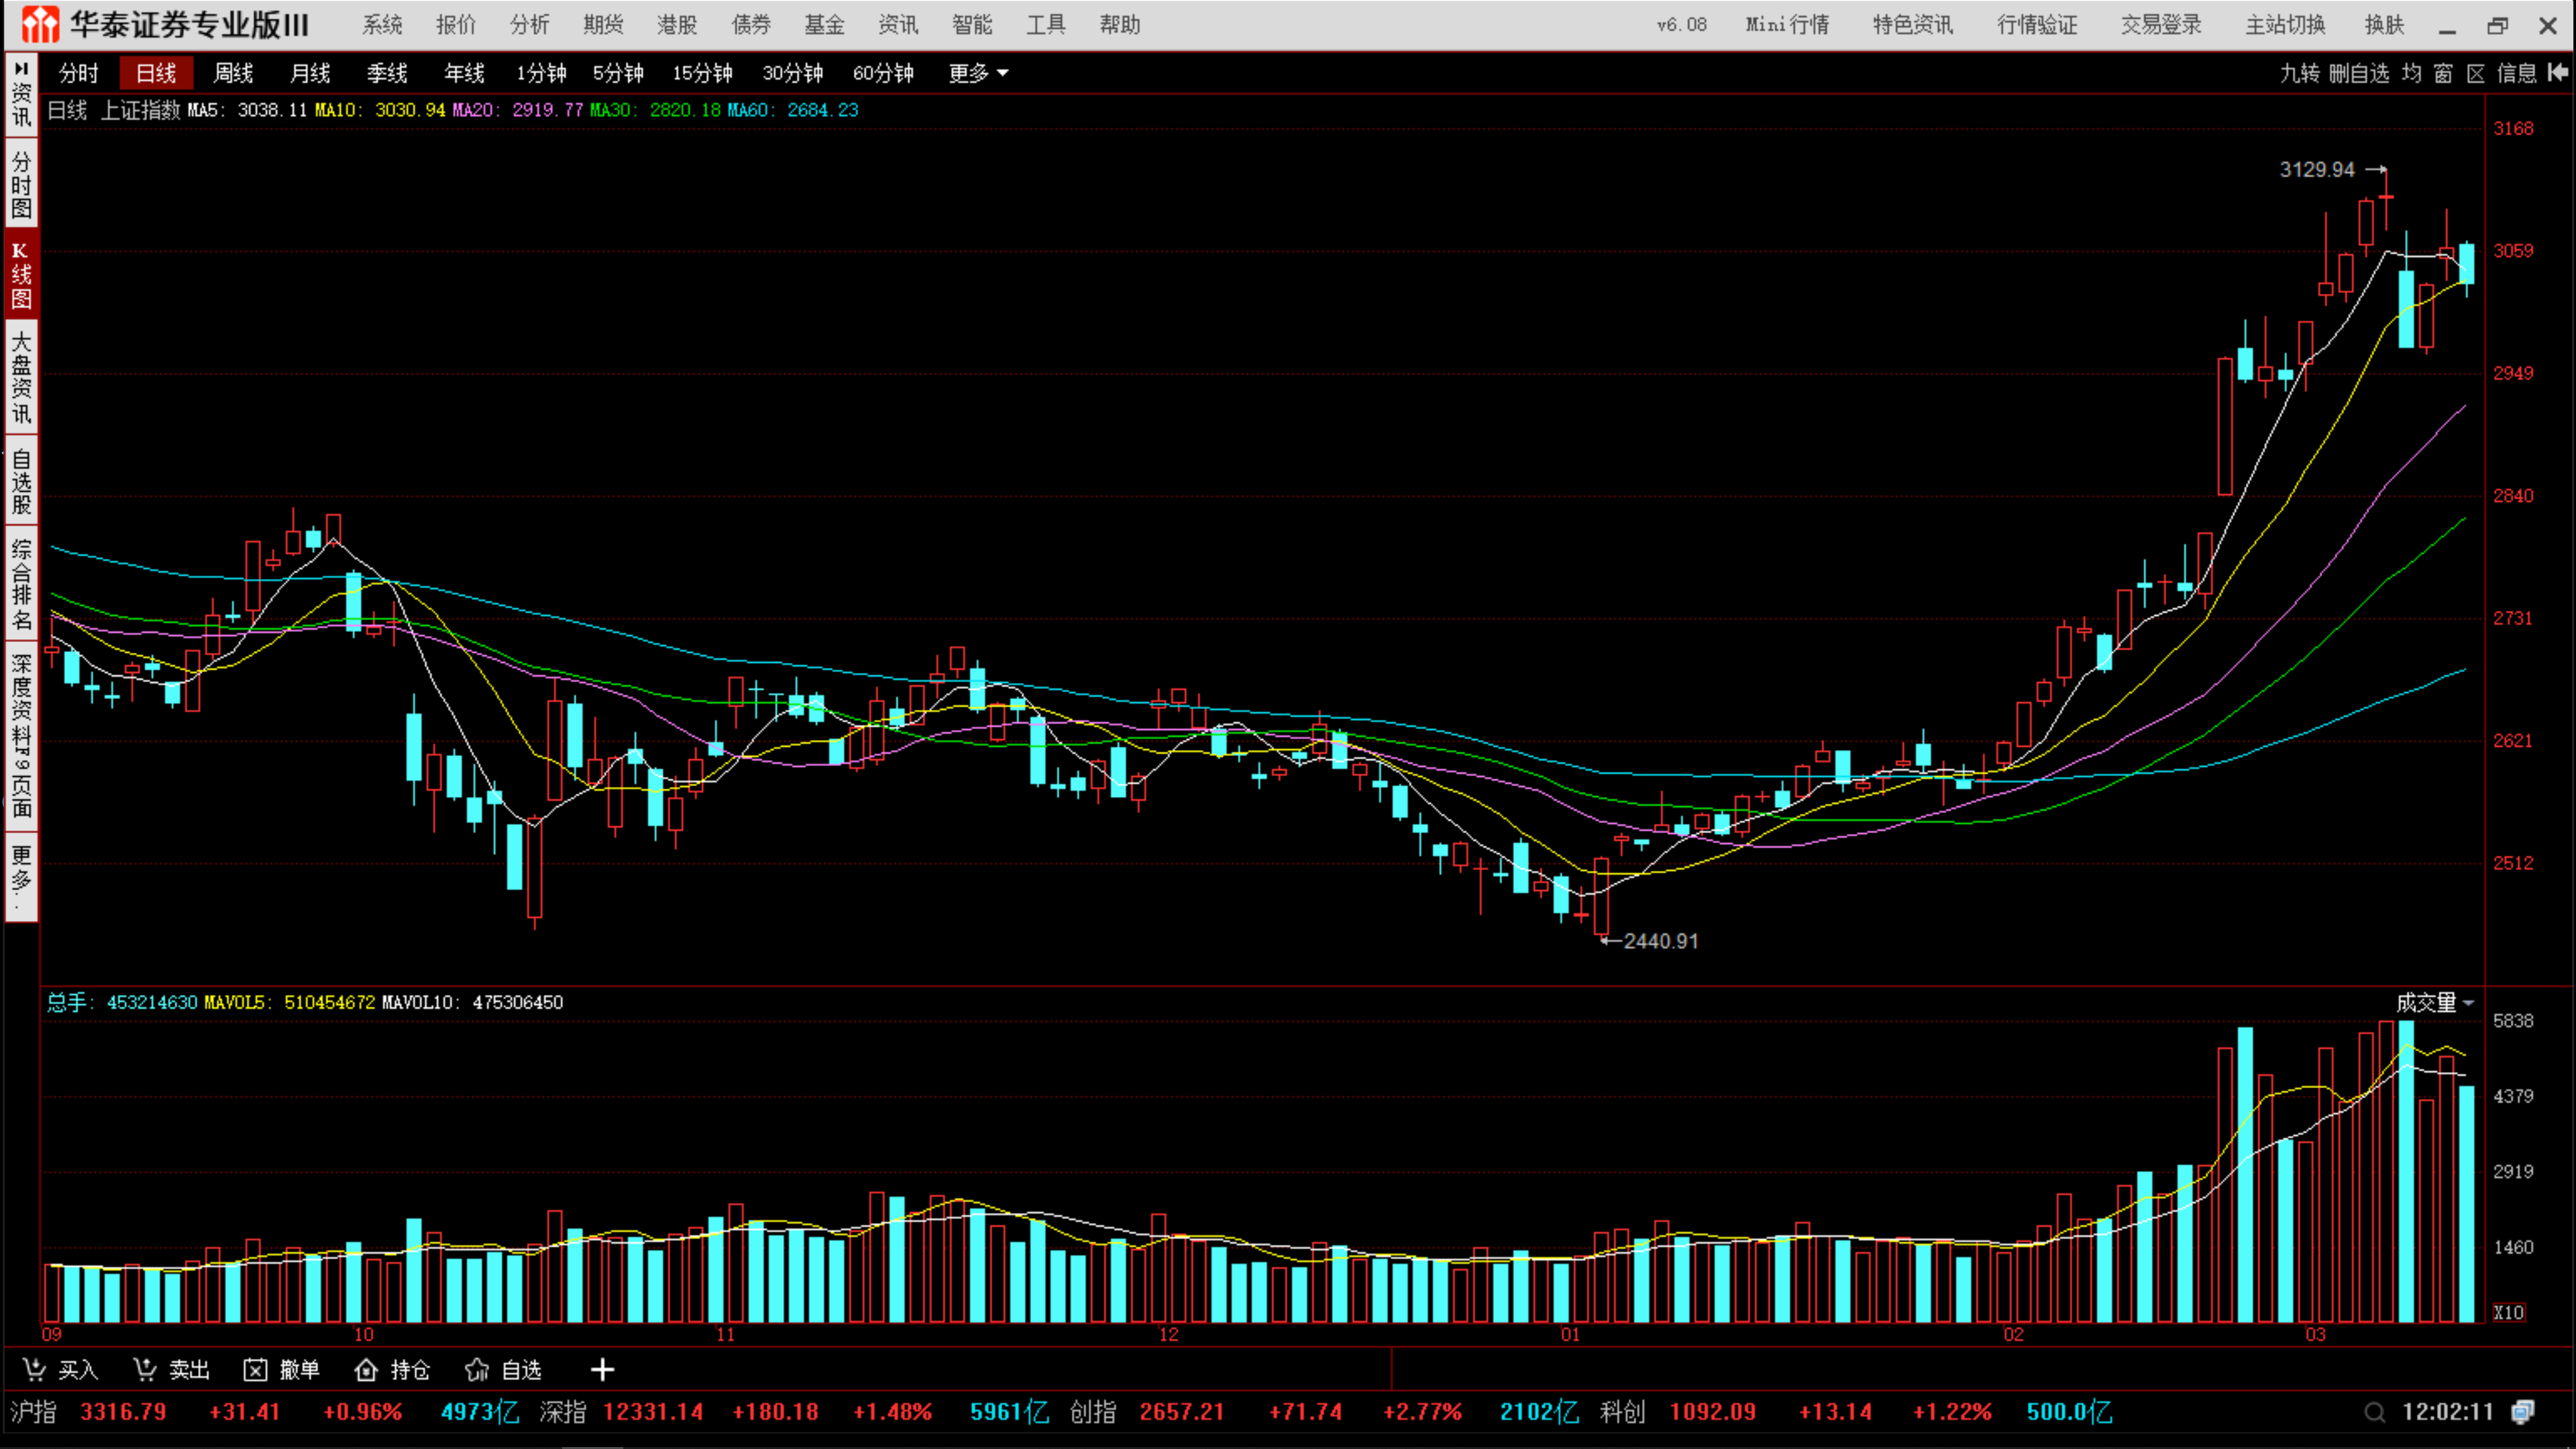 华泰证券专业版III 系统 报价 分析 期货 港股 债券 基金 资讯 智能 工具 帮助 v6.08 Mini行情 特色资讯 行情验证 交易登录 主站切换 换肤
分时 日线 周线 月线 季线 年线 1分钟 5分钟 15分钟 30分钟 60分钟 更多 九转 删自选 均 窗 区 信息
资讯
分时图
K线图
大盘资讯
自选股
综合排名
深度资料F9页面
更多..
日线 上证指数 MA5: 3038.11 MA10: 3030.94 MA20: 2919.77 MA30: 2820.18 MA60: 2684.23
3168
3129.94
3059
2949
2840
2731
2621
2512
2440.91
总手: 453214630 MAVOL5: 510454672 MAVOL10: 475306450 成交量
5838
4379
2919
1460
X10
09 10 11 12 01 02 03
买入 卖出 撤单 持仓 自选
沪指 3316.79 +31.41 +0.96% 4973亿 深指 12331.14 +180.18 +1.48% 5961亿 创指 2657.21 +71.74 +2.77% 2102亿 科创 1092.09 +13.14 +1.22% 500.0亿 12:02:11